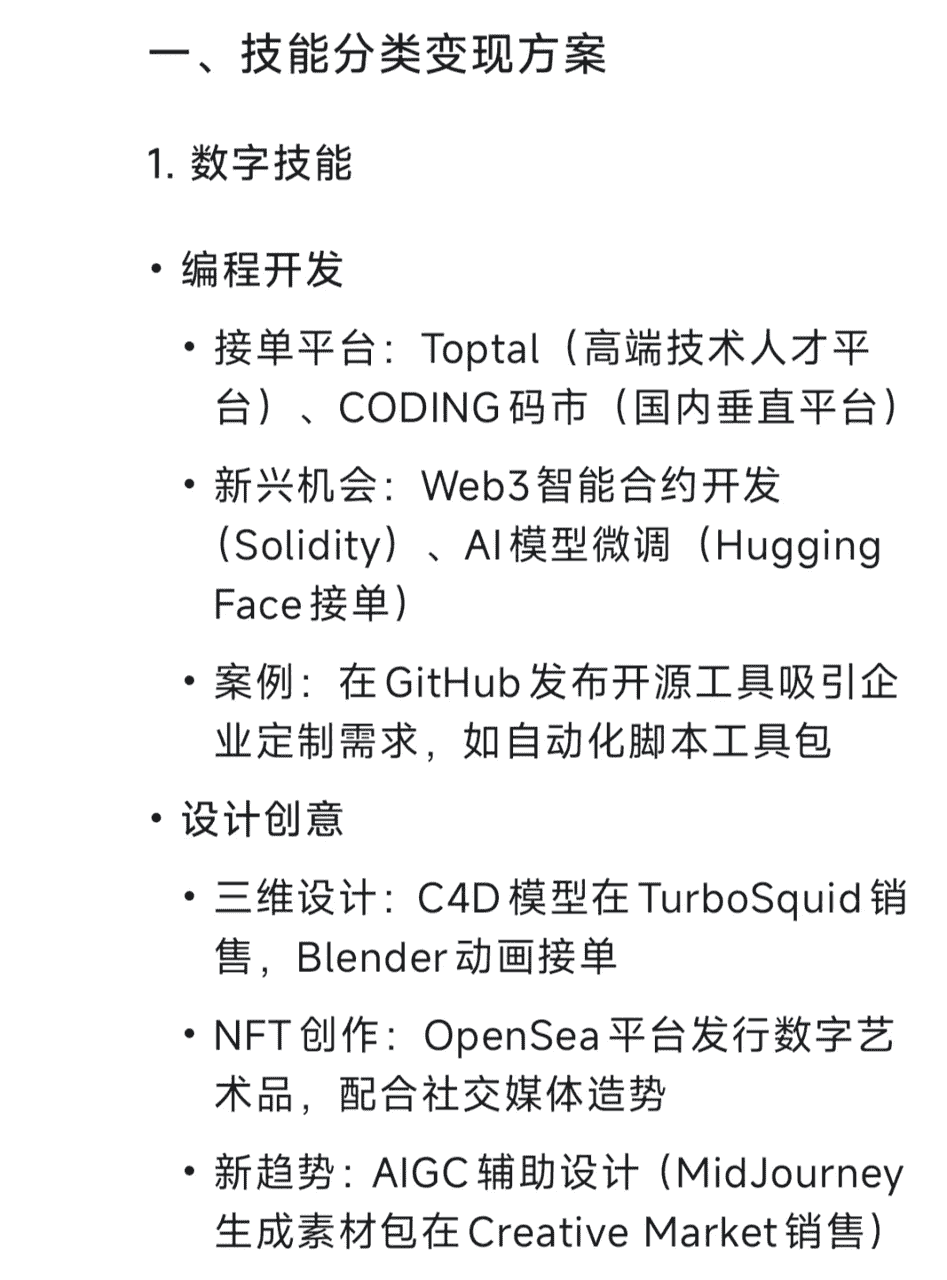 一、技能分类变现方案
1. 数字技能
• 编程开发
• 接单平台：Toptal（高端技术人才平
台）、CODING码市（国内垂直平台）
• 新兴机会：Web3智能合约开发
（Solidity）、AI模型微调（Hugging
Face接单）
• 案例：在GitHub发布开源工具吸引企
业定制需求，如自动化脚本工具包
• 设计创意
• 三维设计：C4D模型在TurboSquid销
售，Blender动画接单
• NFT创作：OpenSea平台发行数字艺
术品，配合社交媒体造势
• 新趋势：AIGC辅助设计（MidJourney
生成素材包在Creative Market销售）